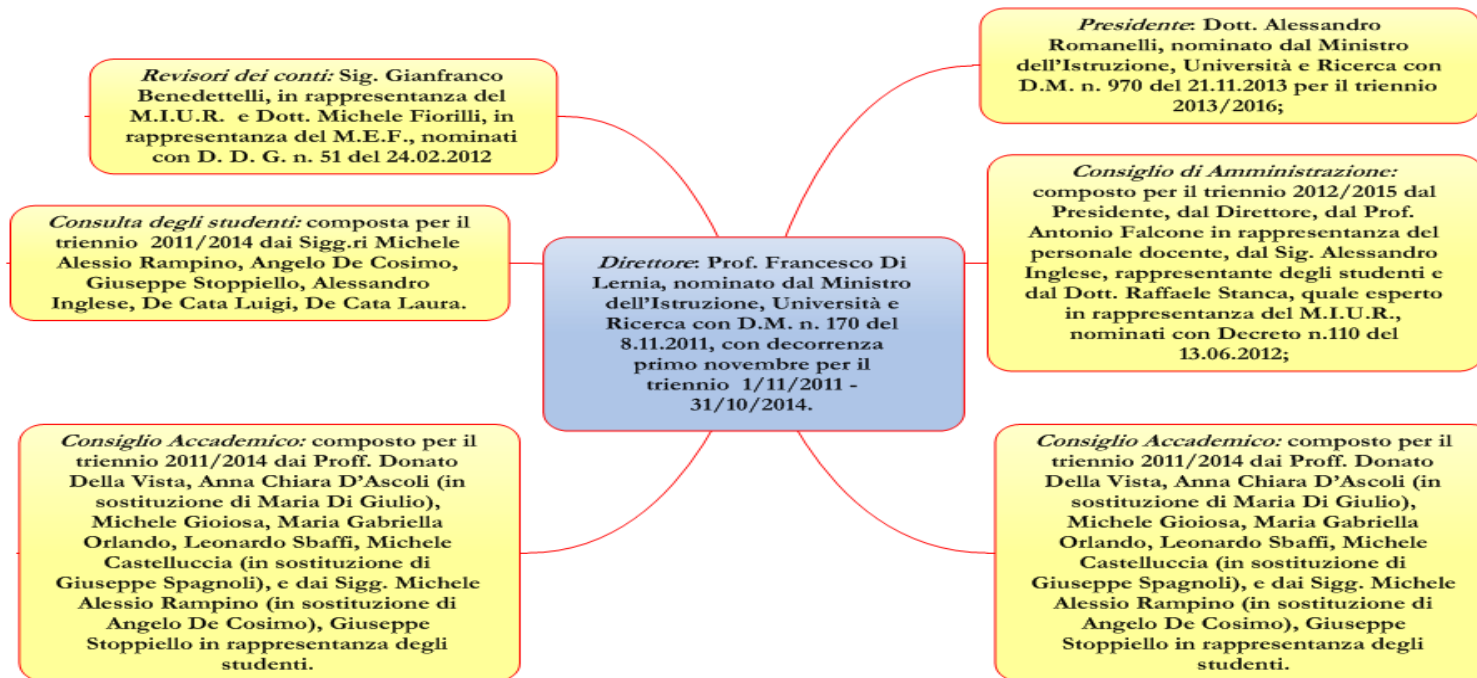 Revisori dei conti: Sig. Gianfranco
Benedettelli, in rappresentanza del
M.I.U.R. e Dott. Michele Fiorilli, in
rappresentanza del M.E.F., nominati
con D. D. G. n. 51 del 24.02.2012
Consulta degli studenti: composta per il
triennio 2011/2014 dai Sigg.ri Michele
Alessio Rampino, Angelo De Cosimo,
Giuseppe Stoppiello, Alessandro
Inglese, De Cata Luigi, De Cata Laura.
Consiglio Accademico: composto per il
triennio 2011/2014 dai Proff. Donato
Della Vista, Anna Chiara D’Ascoli (in
sostituzione di Maria Di Giulio),
Michele Gioiosa, Maria Gabriella
Orlando, Leonardo Sbaffi, Michele
Castelluccia (in sostituzione di
Giuseppe Spagnoli), e dai Sigg. Michele
Alessio Rampino (in sostituzione di
Angelo De Cosimo), Giuseppe
Stoppiello in rappresentanza degli
studenti.
Direttore: Prof. Francesco Di
Lernia, nominato dal Ministro
dell’Istruzione, Università e
Ricerca con D.M. n. 170 del
8.11.2011, con decorrenza
primo novembre per il
triennio 1/11/2011 -
31/10/2014.
Presidente: Dott. Alessandro
Romanelli, nominato dal Ministro
dell’Istruzione, Università e Ricerca con
D.M. n. 970 del 21.11.2013 per il triennio
2013/2016;
Consiglio di Amministrazione:
composto per il triennio 2012/2015 dal
Presidente, dal Direttore, dal Prof.
Antonio Falcone in rappresentanza del
personale docente, dal Sig. Alessandro
Inglese, rappresentante degli studenti e
dal Dott. Raffaele Stanca, quale esperto
in rappresentanza del M.I.U.R.,
nominati con Decreto n.110 del
13.06.2012;
Consiglio Accademico: composto per il
triennio 2011/2014 dai Proff. Donato
Della Vista, Anna Chiara D’Ascoli (in
sostituzione di Maria Di Giulio),
Michele Gioiosa, Maria Gabriella
Orlando, Leonardo Sbaffi, Michele
Castelluccia (in sostituzione di
Giuseppe Spagnoli), e dai Sigg. Michele
Alessio Rampino (in sostituzione di
Angelo De Cosimo), Giuseppe
Stoppiello in rappresentanza degli
studenti.